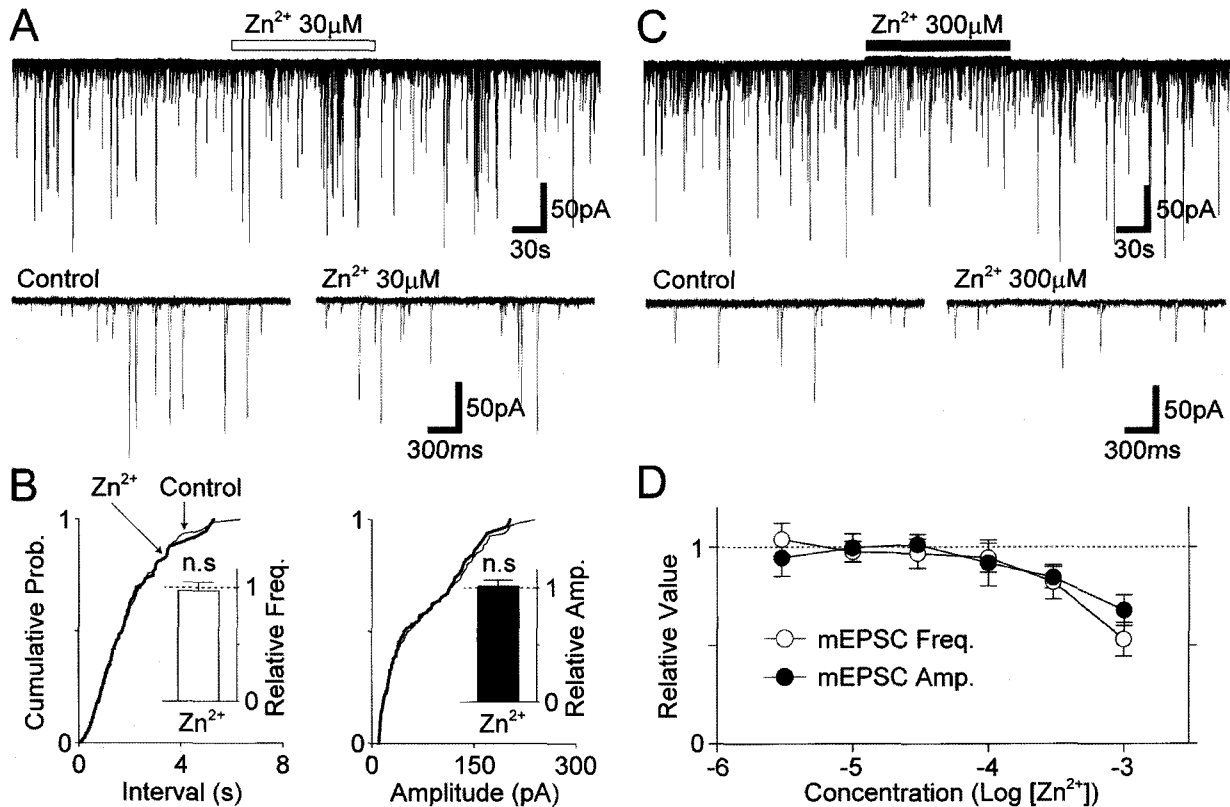 A
Zn²⁺ 30μM
50pA
30s
Control
Zn²⁺ 30μM
50pA
300ms
C
Zn²⁺ 300μM
50pA
30s
Control
Zn²⁺ 300μM
50pA
300ms
B
Zn²⁺
Control
Cumulative Prob.
1
0
n.s
1
0
Relative Freq.
Zn²⁺
0 4 8
Interval (s)
1
0
n.s
1
0
Relative Amp.
Zn²⁺
0 150 300
Amplitude (pA)
D
Relative Value
1
0
mEPSC Freq.
mEPSC Amp.
-6 -5 -4 -3
Concentration (Log [Zn²⁺])